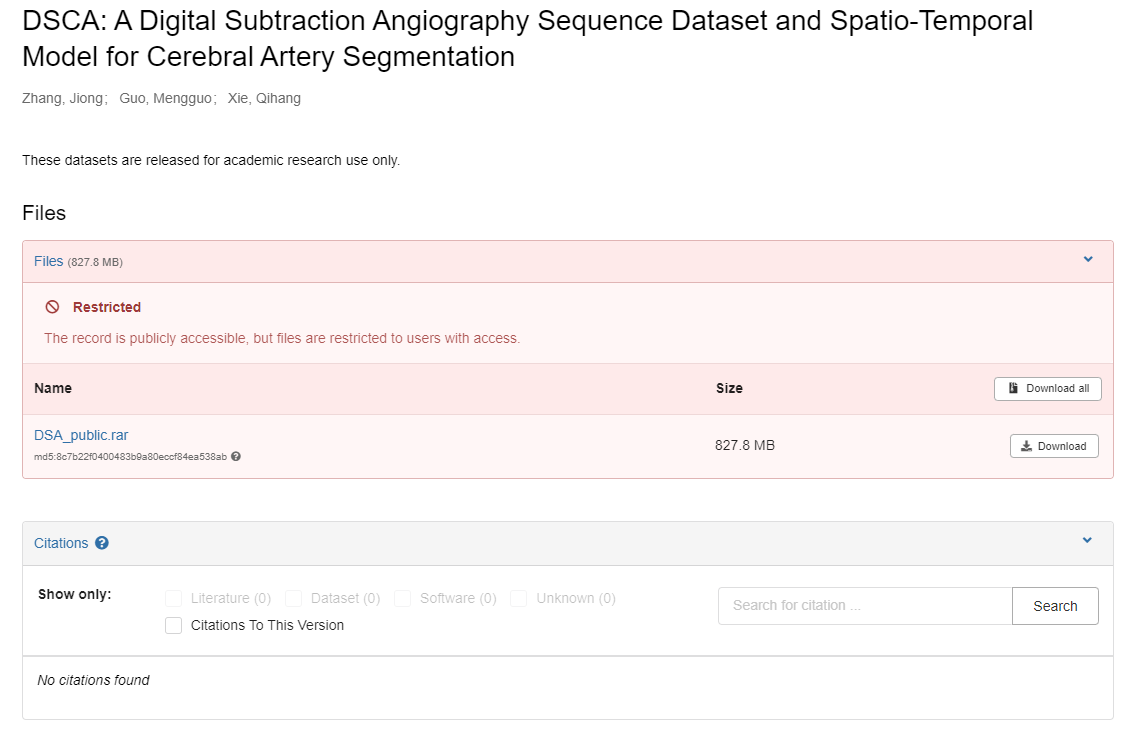 DSCA: A Digital Subtraction Angiography Sequence Dataset and Spatio-Temporal
Model for Cerebral Artery Segmentation
Zhang, Jiong; Guo, Mengguo; Xie, Qihang
These datasets are released for academic research use only.
Files
Files (827.8 MB)
Restricted
The record is publicly accessible, but files are restricted to users with access.
Name Size Download all
DSA_public.rar
md5:8c7b22f0400483b9a80eccf84ea538ab
827.8 MB Download
Citations
Show only:
Literature (0) Dataset (0) Software (0) Unknown (0)
Citations To This Version
Search for citation ... Search
No citations found